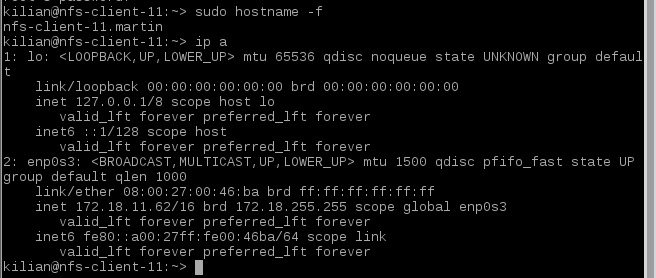 kilian@nfs-client-11:~> sudo hostname -f
nfs-client-11.martin
kilian@nfs-client-11:~> ip a
1: lo: <LOOPBACK,UP,LOWER_UP> mtu 65536 qdisc noqueue state UNKNOWN group defaul
t
    link/loopback 00:00:00:00:00:00 brd 00:00:00:00:00:00
    inet 127.0.0.1/8 scope host lo
       valid_lft forever preferred_lft forever
    inet6 ::1/128 scope host
       valid_lft forever preferred_lft forever
2: enp0s3: <BROADCAST,MULTICAST,UP,LOWER_UP> mtu 1500 qdisc pfifo_fast state UP
group default qlen 1000
    link/ether 08:00:27:00:46:ba brd ff:ff:ff:ff:ff:ff
    inet 172.18.11.62/16 brd 172.18.255.255 scope global enp0s3
       valid_lft forever preferred_lft forever
    inet6 fe80::a00:27ff:fe00:46ba/64 scope link
       valid_lft forever preferred_lft forever
kilian@nfs-client-11:~>